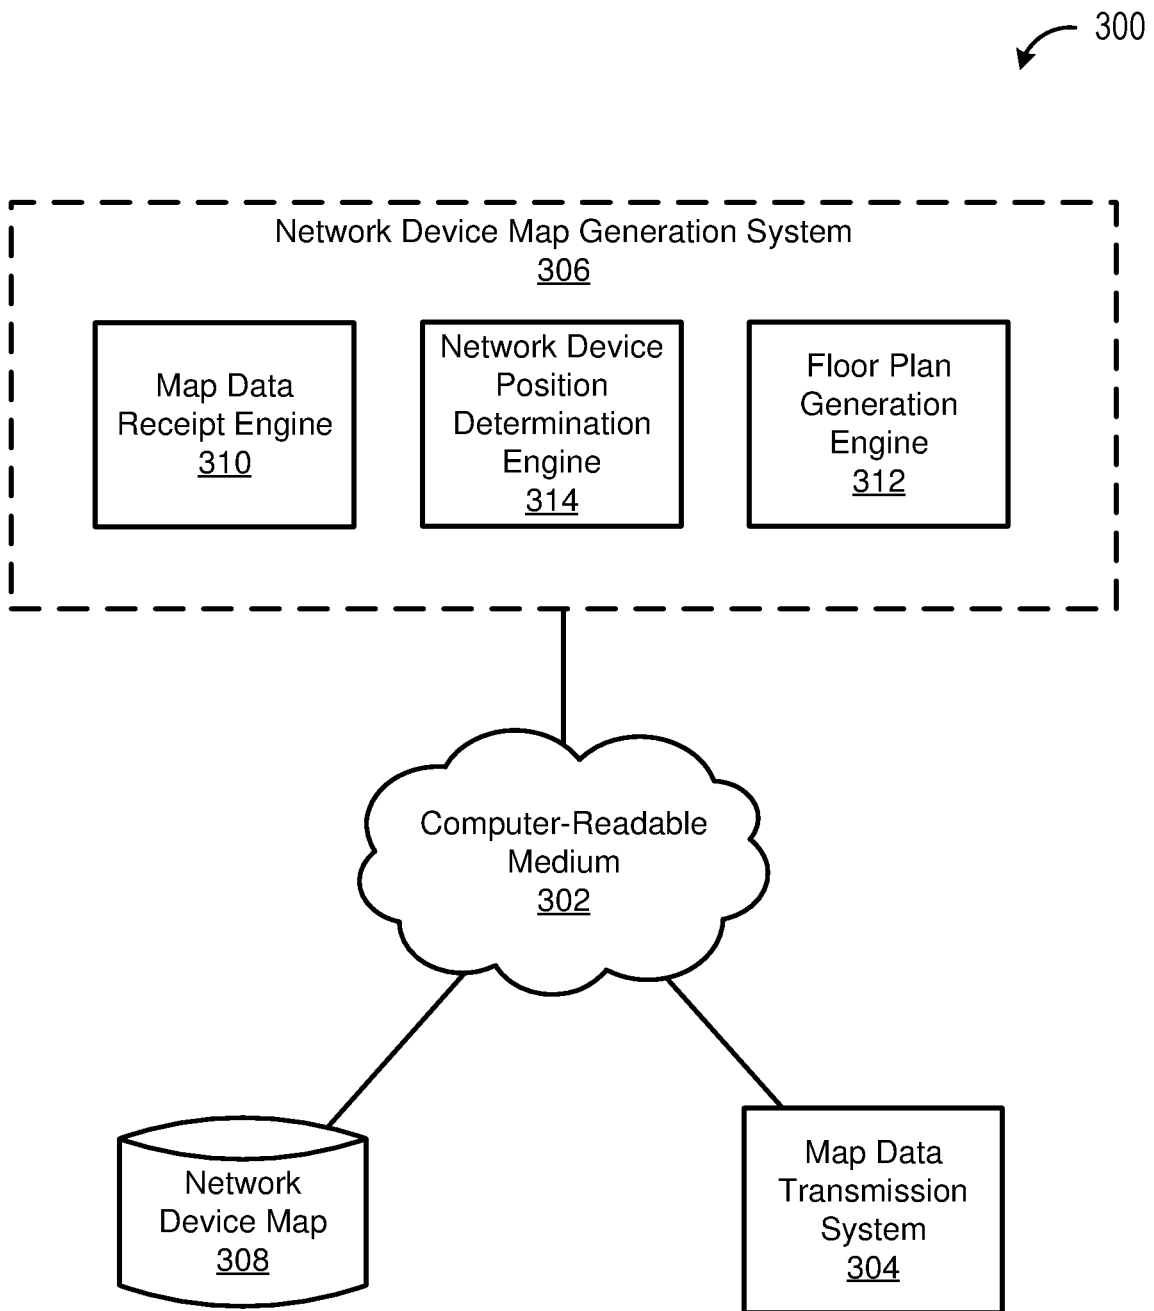 300
Network Device Map Generation System
306
Map Data
Receipt Engine
310
Network Device
Position
Determination
Engine
314
Floor Plan
Generation
Engine
312
Computer-Readable
Medium
302
Network
Device Map
308
Map Data
Transmission
System
304